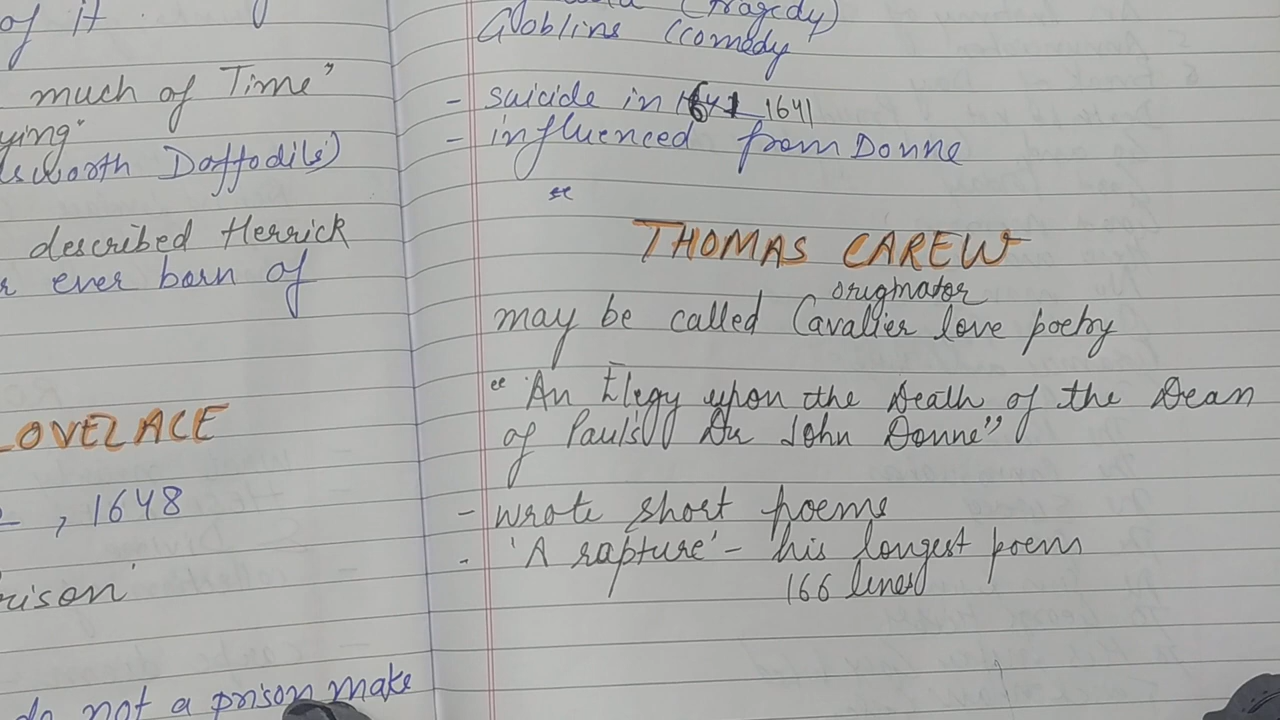 of it
much of Time"
ying"
sworth Daffodils)
described Herrick
r ever born of
LOVELACE
, 1648
rison'
do not a prison make
(Tragedy)
Goblins (comedy
- suicide in 1641
- influenced from Donne
THOMAS CAREW
originator
may be called Cavalier love poetry
"An Elegy upon the Death of the Dean
of Paul's Dr John Donne"
- wrote short poems
- 'A rapture' - his longest poem
166 lines